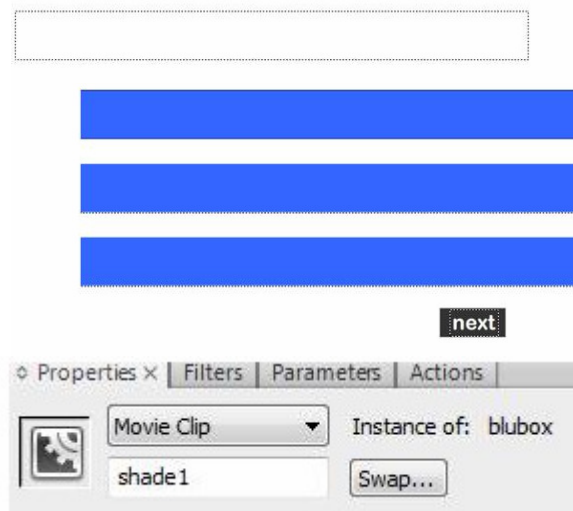 next
Properties × | Filters | Parameters | Actions
Movie Clip Instance of: blubox
shade1 Swap...